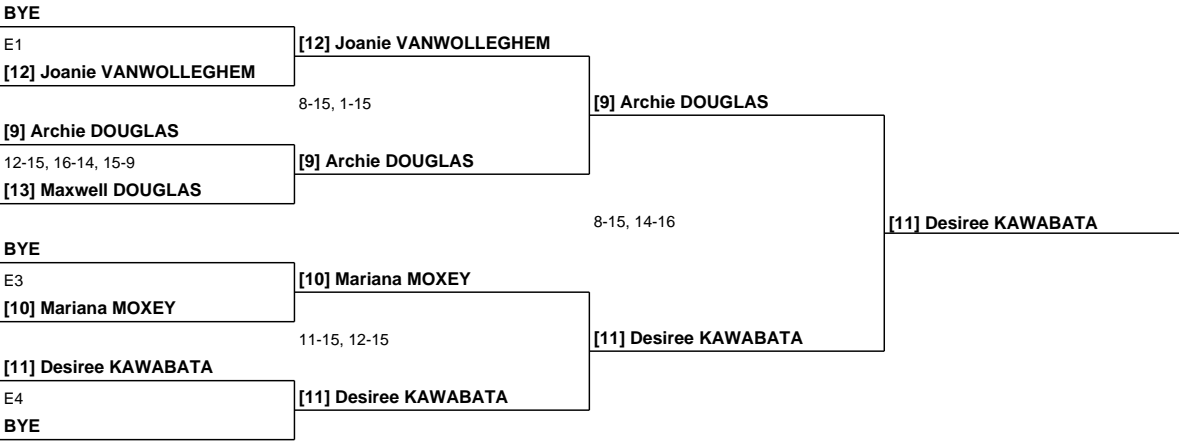 BYE
E1
[12] Joanie VANWOLLEGHEM
[12] Joanie VANWOLLEGHEM
8-15, 1-15
[9] Archie DOUGLAS
[9] Archie DOUGLAS
12-15, 16-14, 15-9
[9] Archie DOUGLAS
[13] Maxwell DOUGLAS
8-15, 14-16
[11] Desiree KAWABATA
BYE
E3
[10] Mariana MOXEY
[10] Mariana MOXEY
11-15, 12-15
[11] Desiree KAWABATA
[11] Desiree KAWABATA
E4
[11] Desiree KAWABATA
BYE